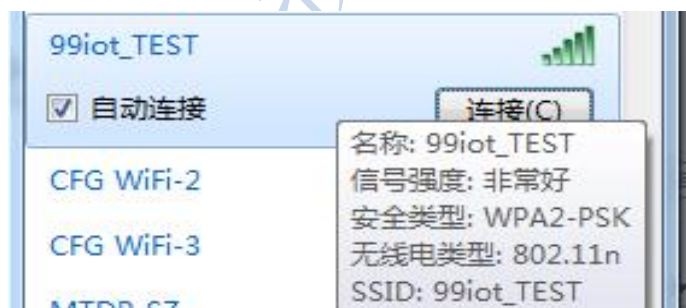 99iot_TEST
自动连接
连接(C)
名称: 99iot_TEST
CFG WiFi-2
信号强度: 非常好
安全类型: WPA2-PSK
CFG WiFi-3
无线电类型: 802.11n
SSID: 99iot_TEST